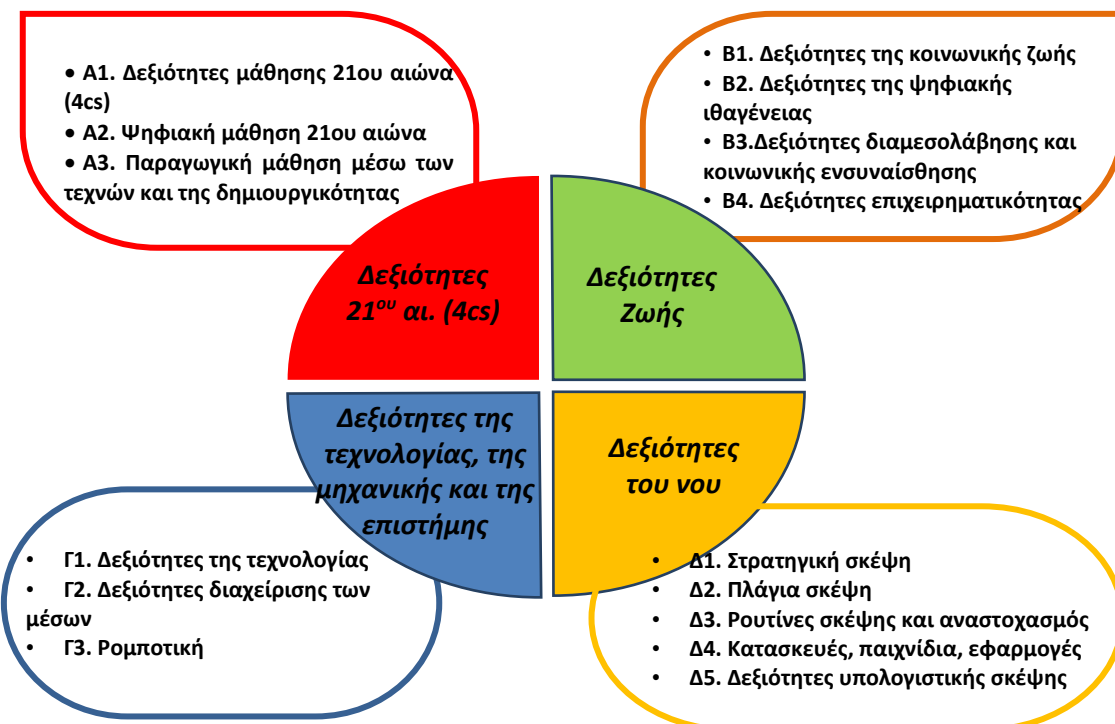 • Α1. Δεξιότητες μάθησης 21ου αιώνα
(4cs)
• Α2. Ψηφιακή μάθηση 21ου αιώνα
• Α3. Παραγωγική μάθηση μέσω των
τεχνών και της δημιουργικότητας
• Β1. Δεξιότητες της κοινωνικής ζωής
• Β2. Δεξιότητες της ψηφιακής
ιθαγένειας
• Β3.Δεξιότητες διαμεσολάβησης και
κοινωνικής ενσυναίσθησης
• Β4. Δεξιότητες επιχειρηματικότητας
Δεξιότητες
21ου αι. (4cs)
Δεξιότητες
Ζωής
Δεξιότητες της
τεχνολογίας, της
μηχανικής και της
επιστήμης
Δεξιότητες
του νου
• Γ1. Δεξιότητες της τεχνολογίας
• Γ2. Δεξιότητες διαχείρισης των
μέσων
• Γ3. Ρομποτική
• Δ1. Στρατηγική σκέψη
• Δ2. Πλάγια σκέψη
• Δ3. Ρουτίνες σκέψης και αναστοχασμός
• Δ4. Κατασκευές, παιχνίδια, εφαρμογές
• Δ5. Δεξιότητες υπολογιστικής σκέψης